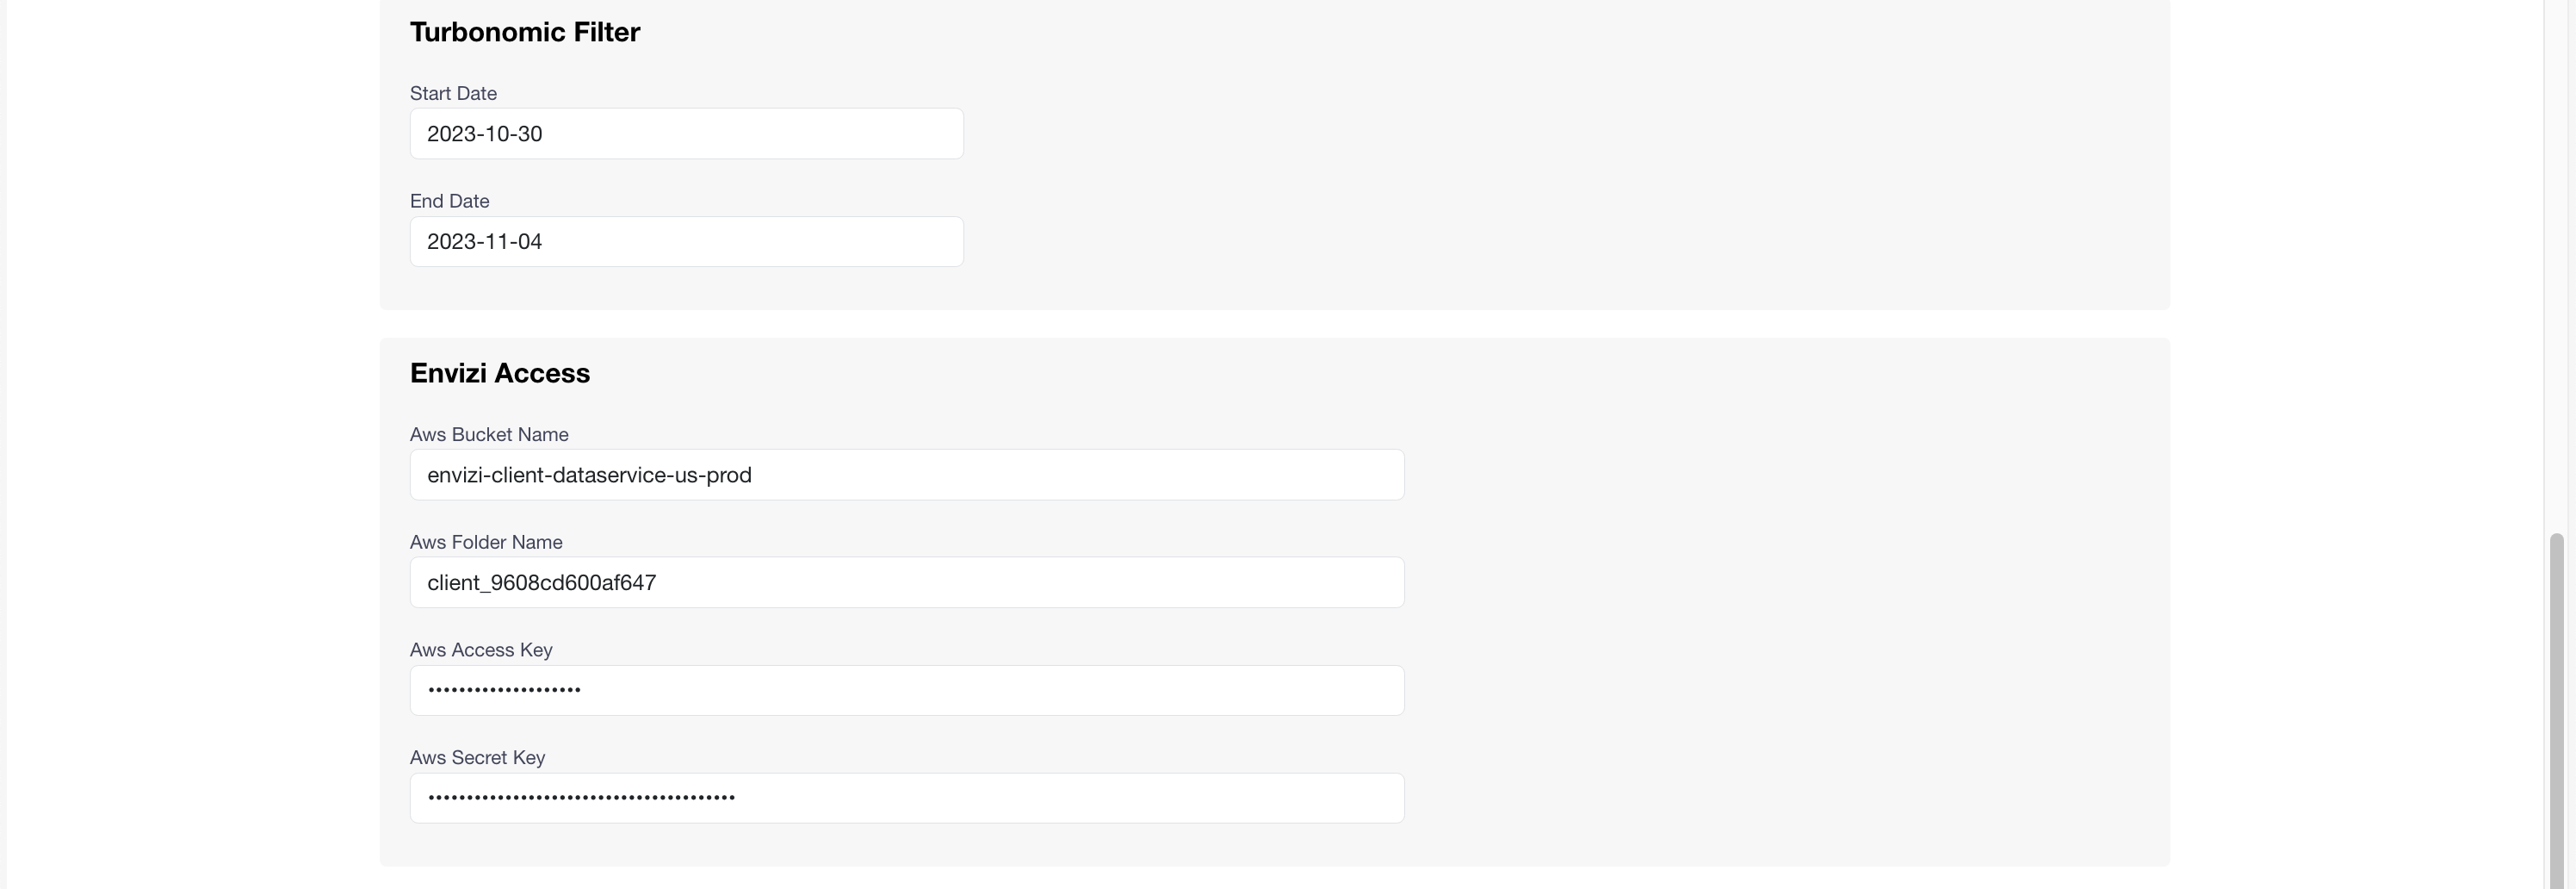 Turbonomic Filter
Start Date
2023-10-30
End Date
2023-11-04
Envizi Access
Aws Bucket Name
envizi-client-dataservice-us-prod
Aws Folder Name
client_9608cd600af647
Aws Access Key
••••••••••••••••••••
Aws Secret Key
••••••••••••••••••••••••••••••••••••••••